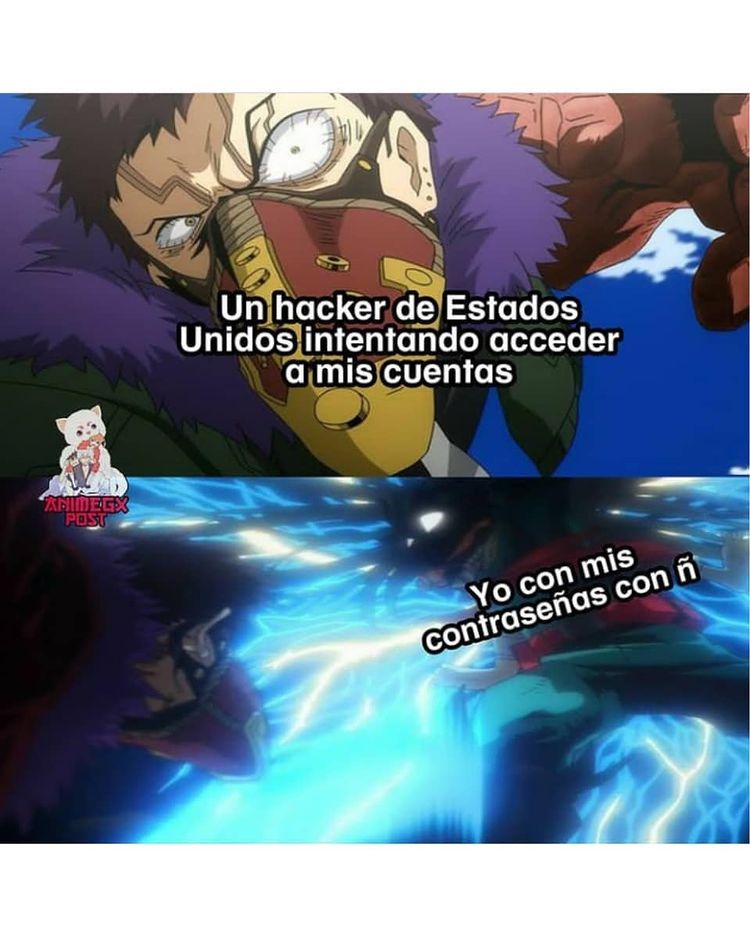 Un hacker de Estados
Unidos intentando acceder
a mis cuentas
ANIMEGX
POST
Yo con mis
contraseñas con ñ